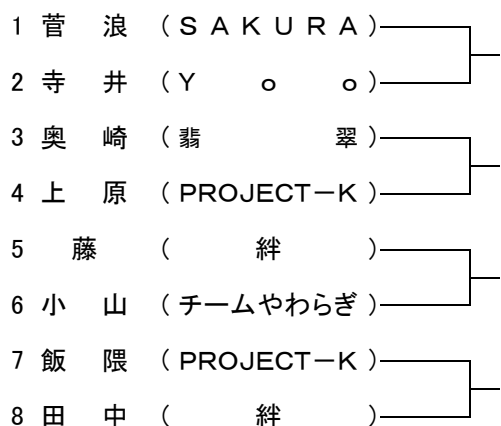 1 菅 浪 (SAKURA)
2 寺 井 (Yoo)
3 奥 崎 (翡 翠)
4 上 原 (PROJECT－K)
5 藤 (絆)
6 小 山 (チームやわらぎ)
7 飯 隈 (PROJECT－K)
8 田 中 (絆)